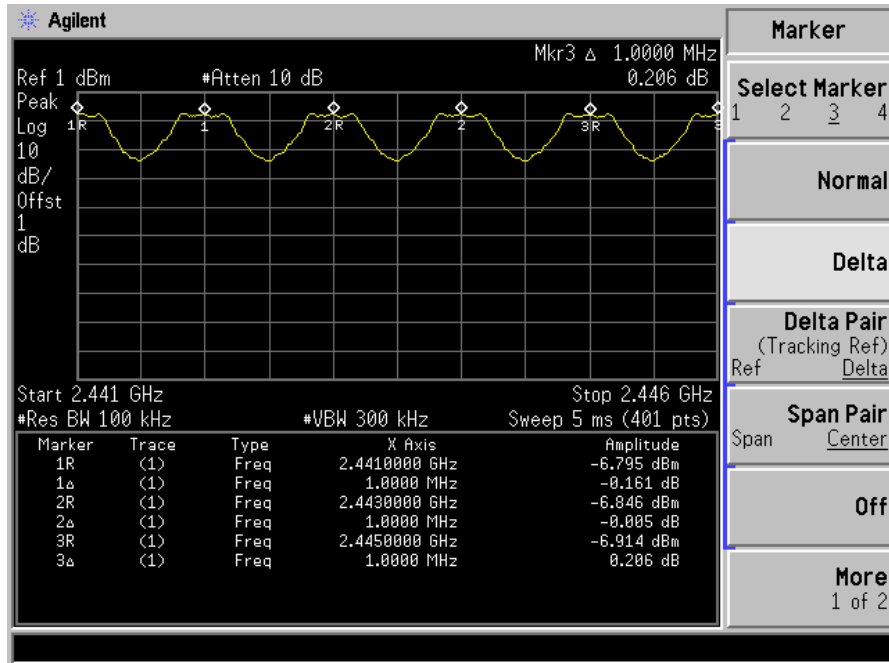 Agilent
Mkr3 Δ 1.0000 MHz
Ref 1 dBm #Atten 10 dB 0.206 dB
Peak
Log
10
dB/
Offst
1
dB
1R 1 2R 2 3R 3
Start 2.441 GHz Stop 2.446 GHz
#Res BW 100 kHz #VBW 300 kHz Sweep 5 ms (401 pts)
Marker Trace Type X Axis Amplitude
1R (1) Freq 2.4410000 GHz -6.795 dBm
1Δ (1) Freq 1.0000 MHz -0.161 dB
2R (1) Freq 2.4430000 GHz -6.846 dBm
2Δ (1) Freq 1.0000 MHz -0.005 dB
3R (1) Freq 2.4450000 GHz -6.914 dBm
3Δ (1) Freq 1.0000 MHz 0.206 dB
Marker
Select Marker
1 2 3 4
Normal
Delta
Delta Pair
(Tracking Ref)
Ref Delta
Span Pair
Span Center
Off
More
1 of 2